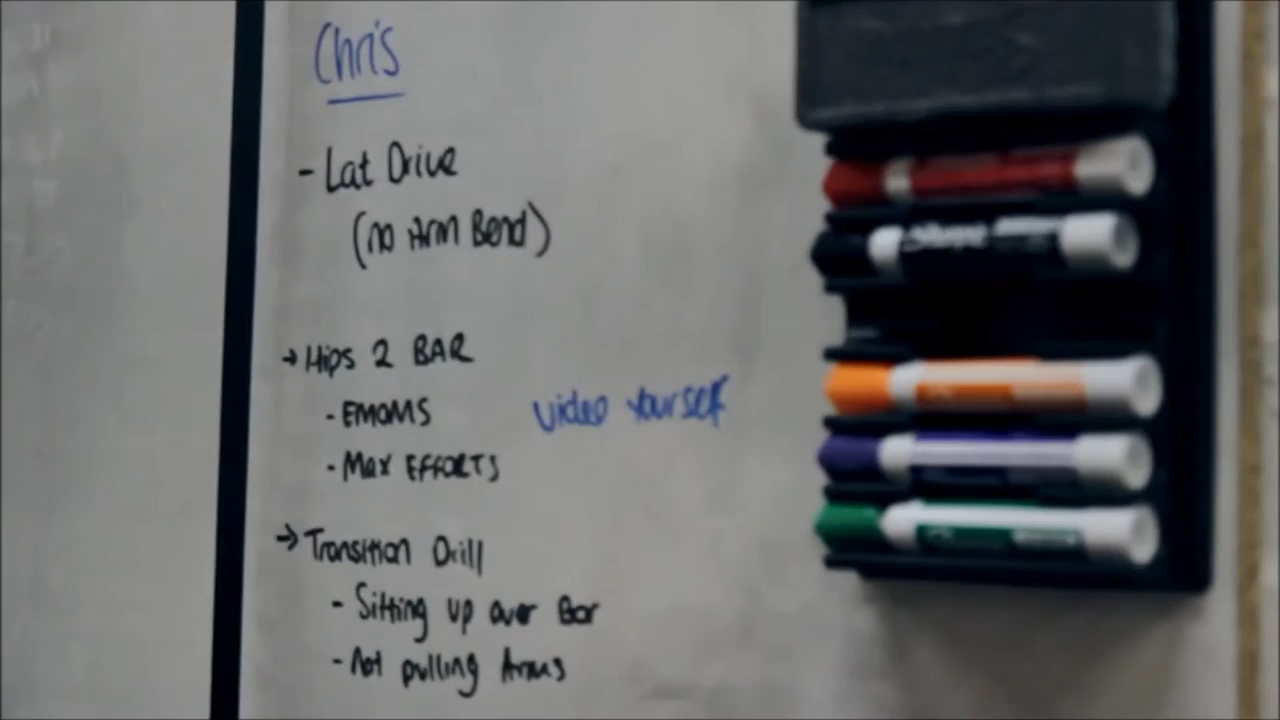 Chris
- Lat Drive
(no Arm Bend)
→ Hips 2 BAR
- EMOMS
video yourself
- Max EFFORTS
→ Transition Drill
- Sitting up over Bar
- Not pulling Arms